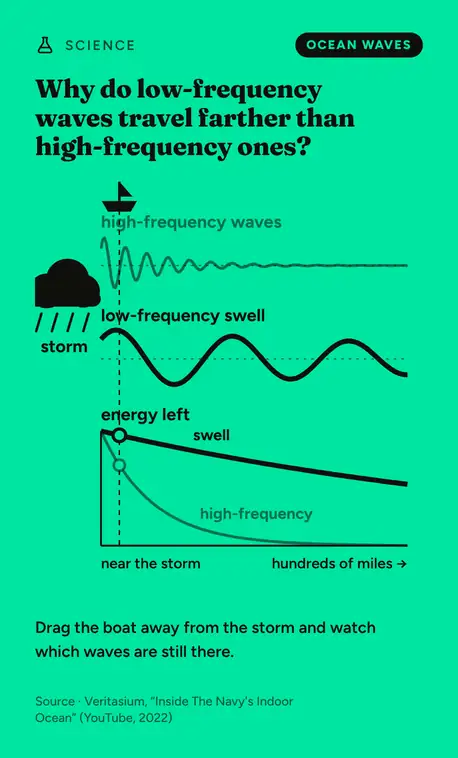 SCIENCE
OCEAN WAVES
Why do low-frequency
waves travel farther than
high-frequency ones?
high-frequency waves
low-frequency swell
storm
energy left
swell
high-frequency
near the storm
hundreds of miles →
Drag the boat away from the storm and watch
which waves are still there.
Source · Veritasium, "Inside The Navy's Indoor
Ocean" (YouTube, 2022)